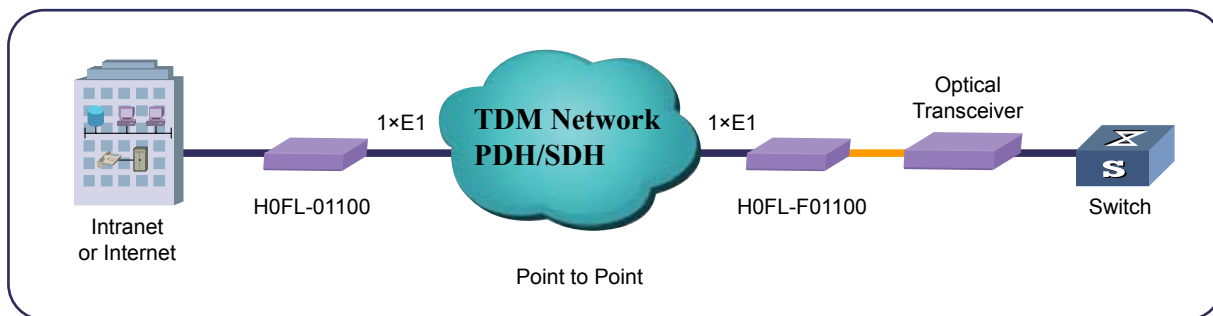 Intranet
or Internet
H0FL-01100
1×E1
TDM Network
PDH/SDH
1×E1
H0FL-F01100
Optical
Transceiver
S
Switch
Point to Point